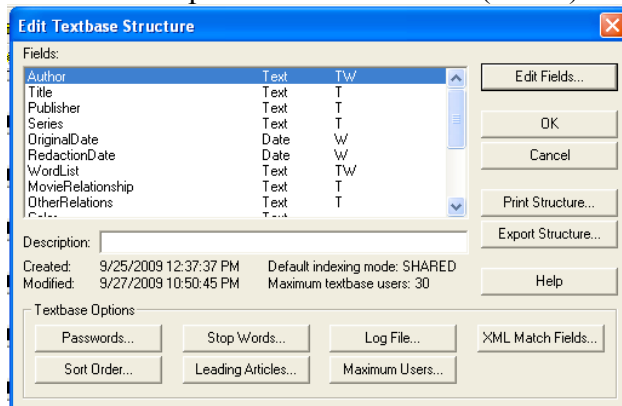 Edit Textbase Structure
Fields:
Author Text TW
Title Text T
Publisher Text T
Series Text T
OriginalDate Date W
RedactionDate Date W
WordList Text TW
MovieRelationship Text T
OtherRelations Text T
Edit Fields...
OK
Cancel
Print Structure...
Export Structure...
Help
Description:
Created: 9/25/2009 12:37:37 PM Default indexing mode: SHARED
Modified: 9/27/2009 10:50:45 PM Maximum textbase users: 30
Textbase Options
Passwords... Stop Words... Log File... XML Match Fields...
Sort Order... Leading Articles... Maximum Users...